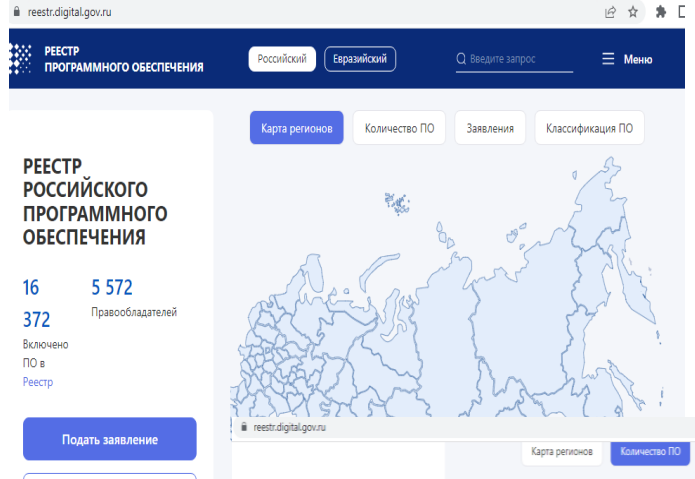 reestr.digital.gov.ru
РЕЕСТР
ПРОГРАММНОГО ОБЕСПЕЧЕНИЯ
Российский
Евразийский
Введите запрос
Меню
Карта регионов
Количество ПО
Заявления
Классификация ПО
РЕЕСТР
РОССИЙСКОГО
ПРОГРАММНОГО
ОБЕСПЕЧЕНИЯ
16
372
Включено
ПО в
Реестр
5 572
Правообладателей
Подать заявление
reestr.digital.gov.ru
Карта регионов
Количество ПО